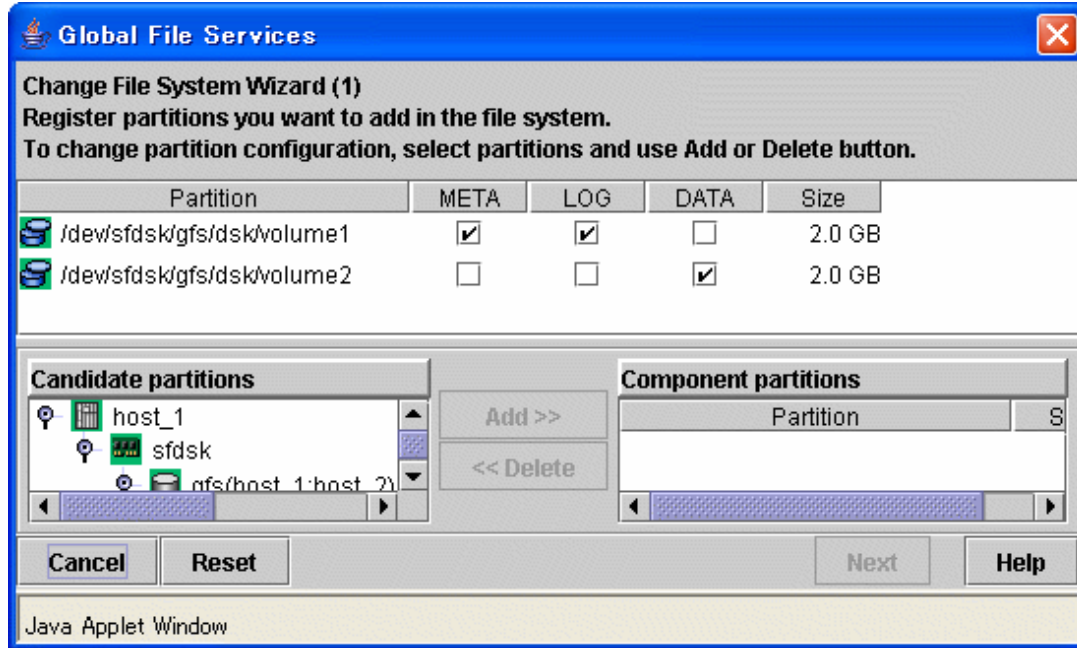 Global File Services
Change File System Wizard (1)
Register partitions you want to add in the file system.
To change partition configuration, select partitions and use Add or Delete button.
Partition META LOG DATA Size
/dev/sfdsk/gfs/dsk/volume1 2.0 GB
/dev/sfdsk/gfs/dsk/volume2 2.0 GB
Candidate partitions
host_1
sfdsk
gfs(host_1:host_2)
Add >>
<< Delete
Component partitions
Partition S
Cancel Reset Next Help
Java Applet Window